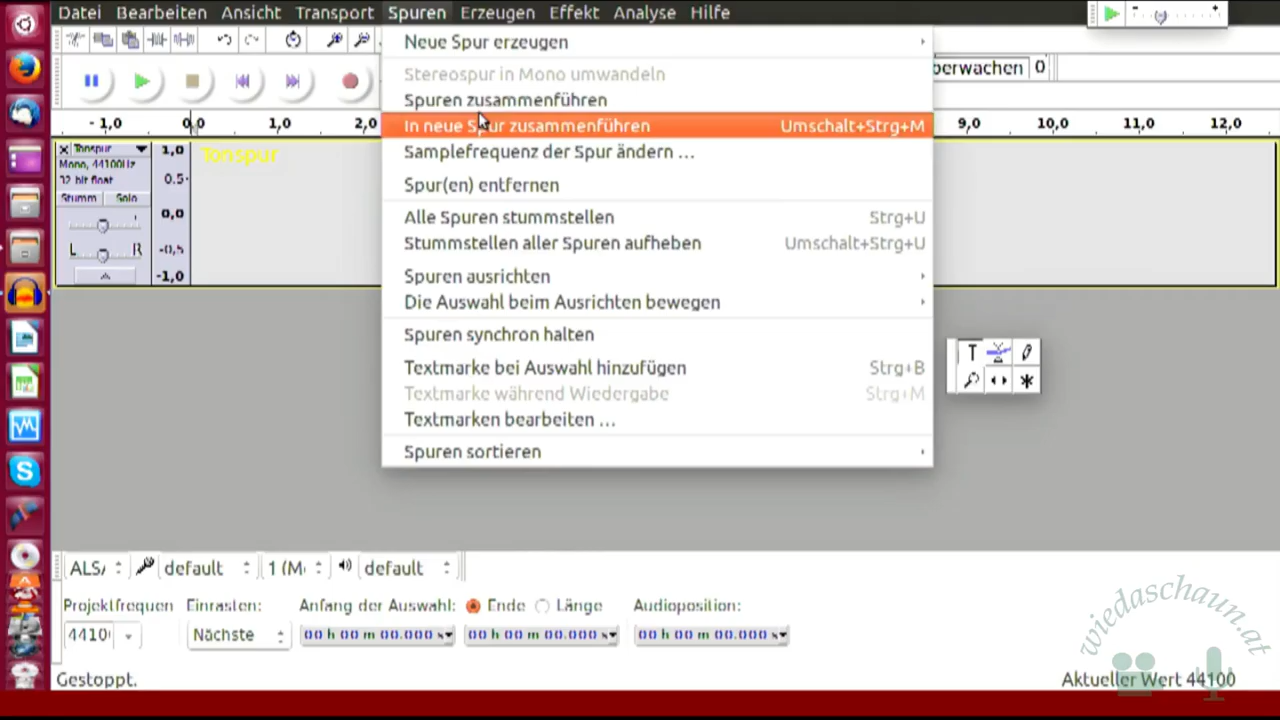 Datei Bearbeiten Ansicht Transport Spuren Erzeugen Effekt Analyse Hilfe
Neue Spur erzeugen
Stereospur in Mono umwandeln
berwachen 0
Spuren zusammenführen
- 1,0 0,0 1,0 2,0 9,0 10,0 11,0 12,0
In neue Spur zusammenführen Umschalt+Strg+M
Tonspur 1,0 Tonspur
Mono, 44100Hz
32 bit float 0.5
Samplefrequenz der Spur ändern ...
Stumm Solo
Spur(en) entfernen
0,0
Alle Spuren stummstellen Strg+U
L R -0,5
Stummstellen aller Spuren aufheben Umschalt+Strg+U
-1,0
Spuren ausrichten
Die Auswahl beim Ausrichten bewegen
Spuren synchron halten
Textmarke bei Auswahl hinzufügen Strg+B
Textmarke während Wiedergabe Strg+M
Textmarken bearbeiten ...
Spuren sortieren
ALSA default 1 (Mo default
Projektfrequen Einrasten: Anfang der Auswahl: Ende Länge Audioposition:
4410 Nächste 00 h 00 m 00.000 s 00 h 00 m 00.000 s 00 h 00 m 00.000 s
wiedaschaun.at
Gestoppt. Aktueller Wert 44100